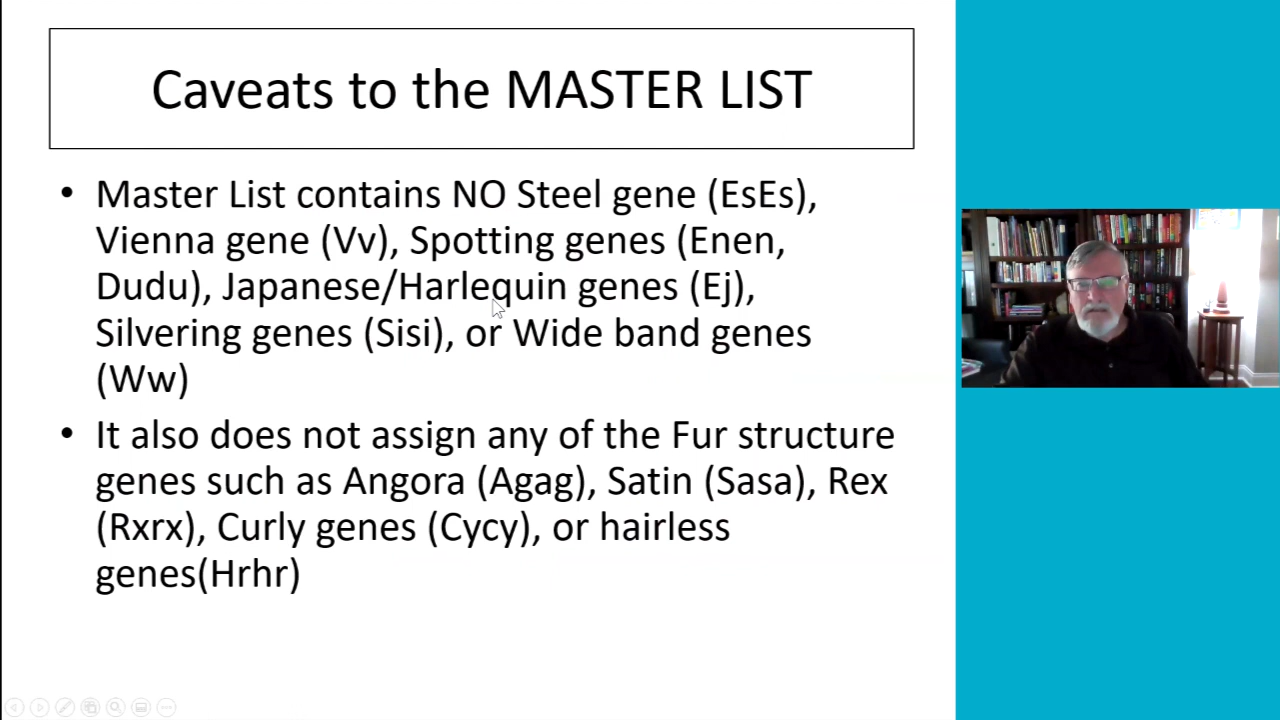 Caveats to the MASTER LIST
• Master List contains NO Steel gene (EsEs),
Vienna gene (Vv), Spotting genes (Enen,
Dudu), Japanese/Harlequin genes (Ej),
Silvering genes (Sisi), or Wide band genes
(Ww)
• It also does not assign any of the Fur structure
genes such as Angora (Agag), Satin (Sasa), Rex
(Rxrx), Curly genes (Cycy), or hairless
genes(Hrhr)